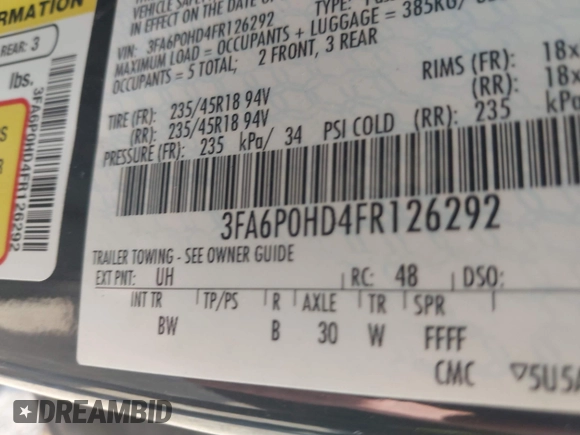 RMATION
REAR: 3
lbs.
3FA6P0HD4FR126292
VEHICLE
IN EFFECT ON THE DATE OF
TYPE:
VIN: 3FA6P0HD4FR126292
MAXIMUM LOAD = OCCUPANTS + LUGGAGE = 385KG/
OCCUPANTS = 5 TOTAL; 2 FRONT, 3 REAR
TIRE (FR): 235/45R18 94V RIMS (FR): 18x
(RR): 235/45R18 94V (RR): 18x
PRESSURE (FR): 235 kPa/ 34 PSI COLD (RR): 235 kPa
3FA6P0HD4FR126292
TRAILER TOWING - SEE OWNER GUIDE
EXT PNT: UH RC: 48 DSO:
INT TR TP/PS R AXLE TR SPR
BW B 30 W FFFF
CMC
DREAMBID